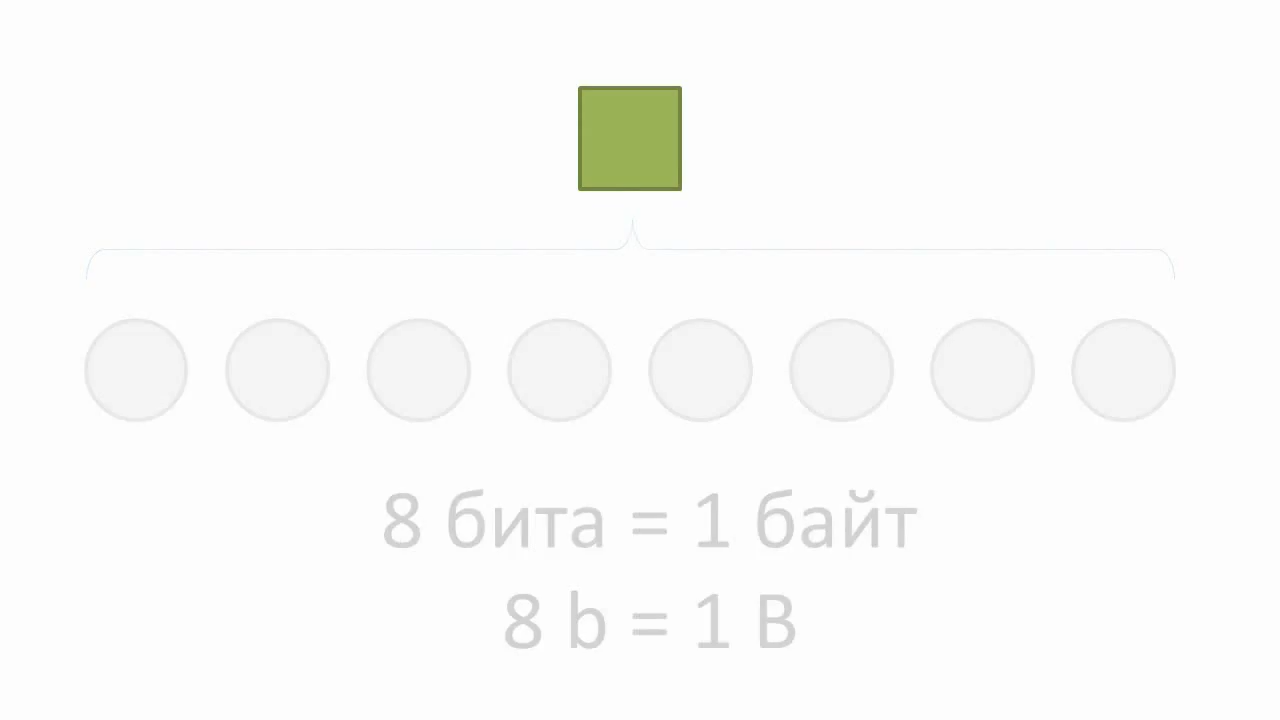 8 бита = 1 байт
8 b = 1 B